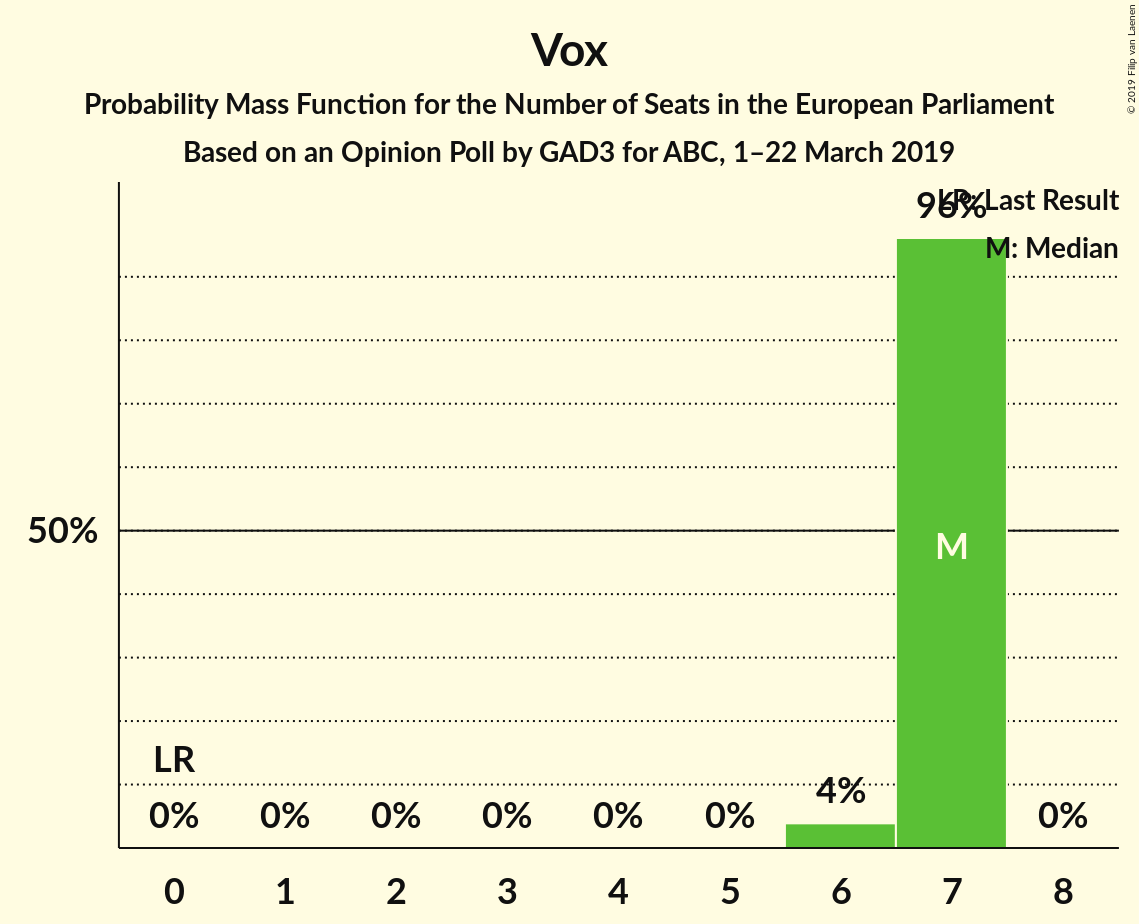 Vox
Probability Mass Function for the Number of Seats in the European Parliament
Based on an Opinion Poll by GAD3 for ABC, 1–22 March 2019
© 2019 Filip van Laenen
LR: Last Result
M: Median
96%
50%
M
LR
4%
0% 0% 0% 0% 0% 0% 0%
0 1 2 3 4 5 6 7 8